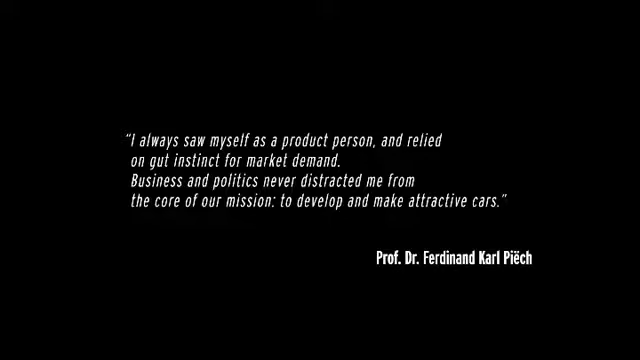 "I always saw myself as a product person, and relied
on gut instinct for market demand.
Business and politics never distracted me from
the core of our mission: to develop and make attractive cars."
Prof. Dr. Ferdinand Karl Piëch